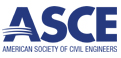 ASCE
AMERICAN SOCIETY OF CIVIL ENGINEERS